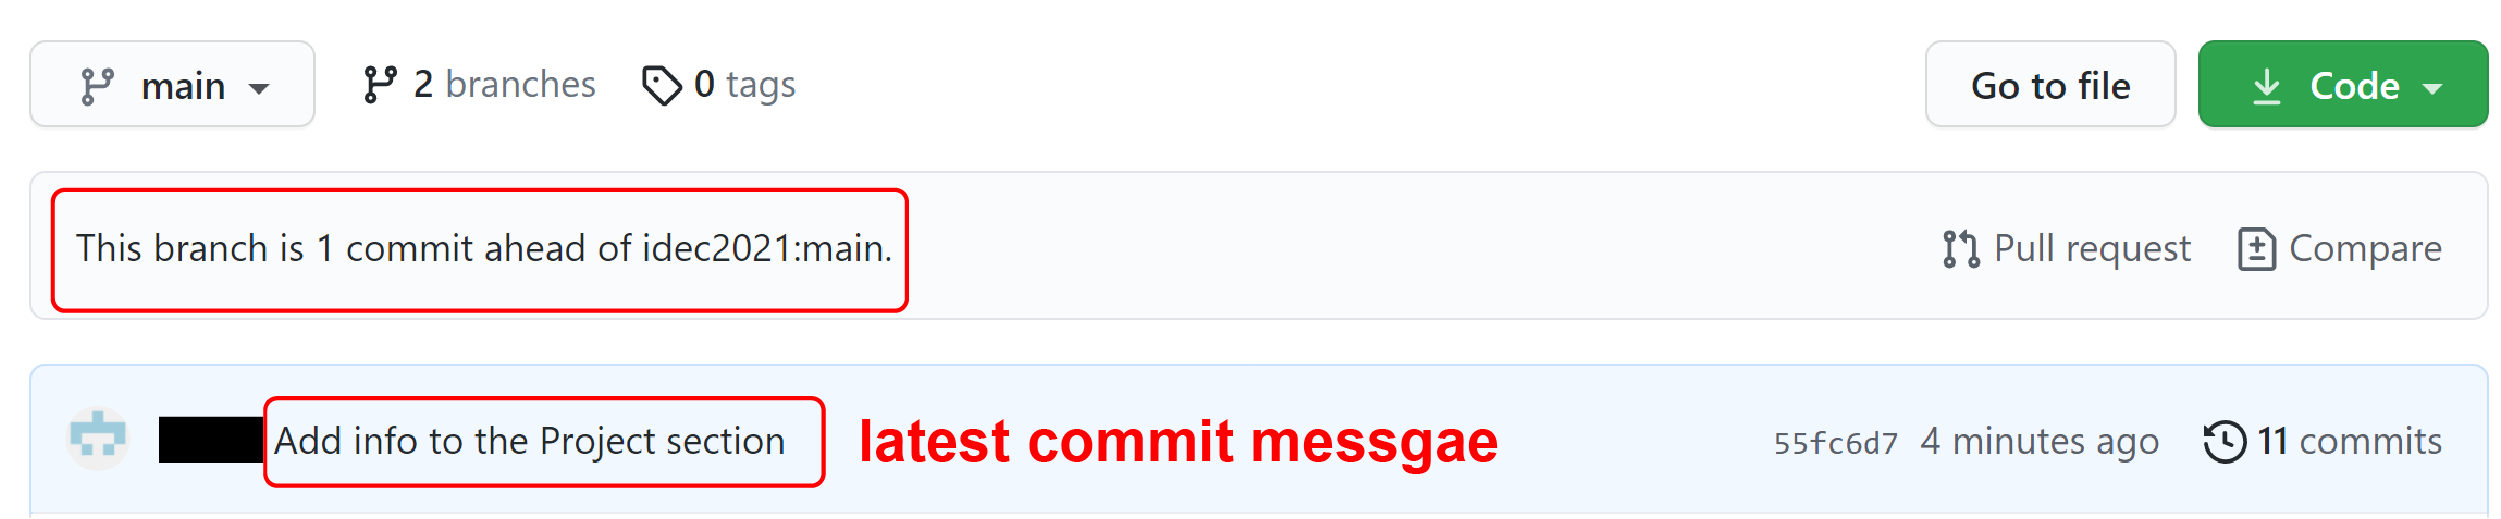 main 2 branches 0 tags Go to file Code
This branch is 1 commit ahead of idec2021:main. Pull request Compare
Add info to the Project section latest commit messgae 55fc6d7 4 minutes ago 11 commits